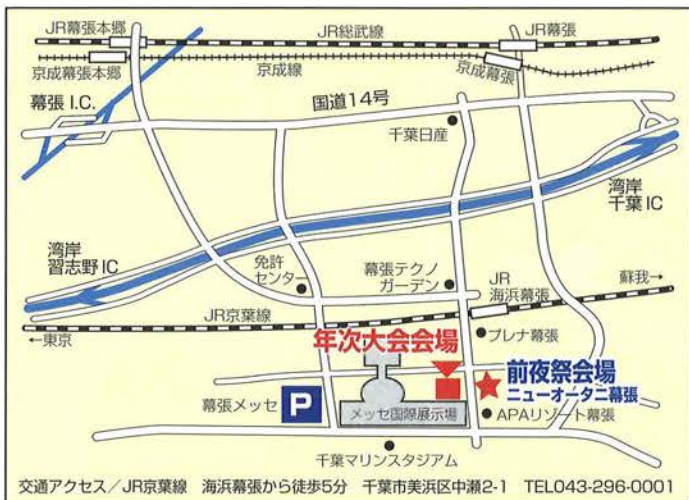 JR幕張本郷
JR総武線
JR幕張
京成幕張本郷
京成線
京成幕張
幕張 I.C.
国道14号
千葉日産
湾岸
千葉 IC
湾岸
習志野 IC
免許
センター
幕張テクノ
ガーデン
JR
海浜幕張
蘇我→
JR京葉線
←東京
プレナ幕張
年次大会会場
前夜祭会場
ニューオータニ幕張
幕張メッセ
P
メッセ国際展示場
APAリゾート幕張
千葉マリンスタジアム
交通アクセス/JR京葉線 海浜幕張から徒歩5分 千葉市美浜区中瀬2-1 TEL043-296-0001